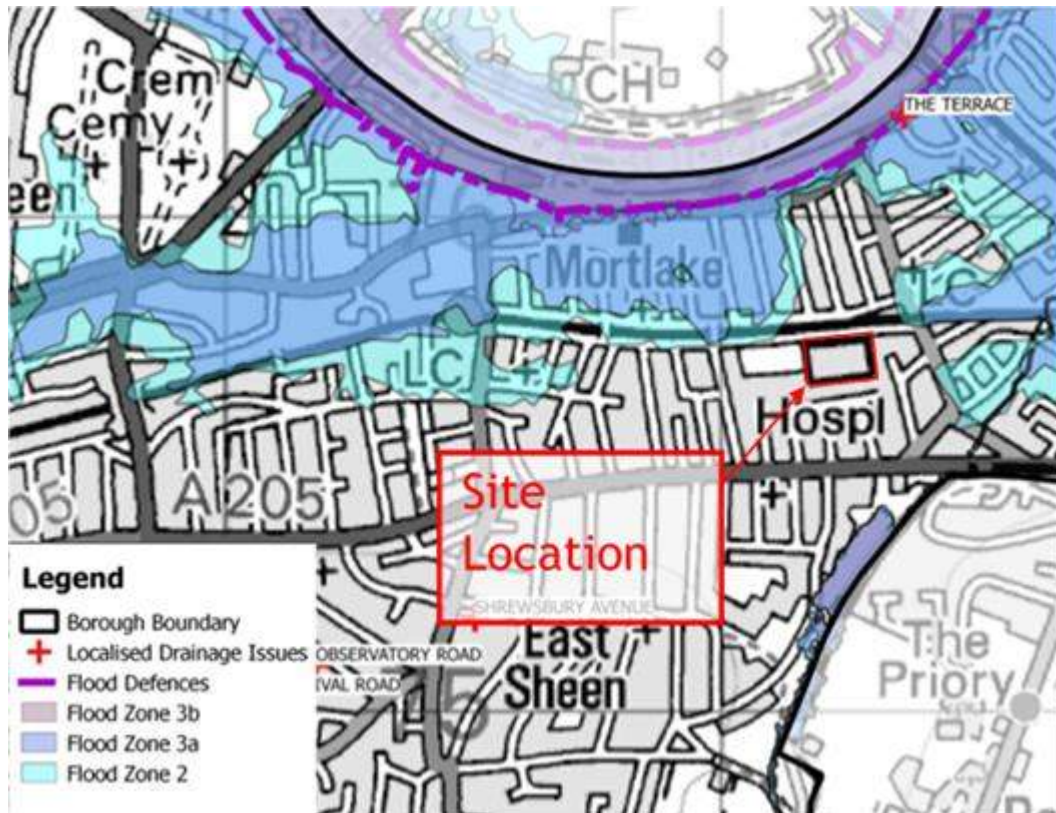 Crem
CH
THE TERRACE
Cemy
een
Mortlake
LC
Hospl
Site
Location
A 205
05
SHREWSBURY AVENUE
Legend
Borough Boundary
Localised Drainage Issues
Flood Defences
Flood Zone 3b
Flood Zone 3a
Flood Zone 2
OBSERVATORY ROAD
IVAL ROAD
East
Sheen
The
Priory